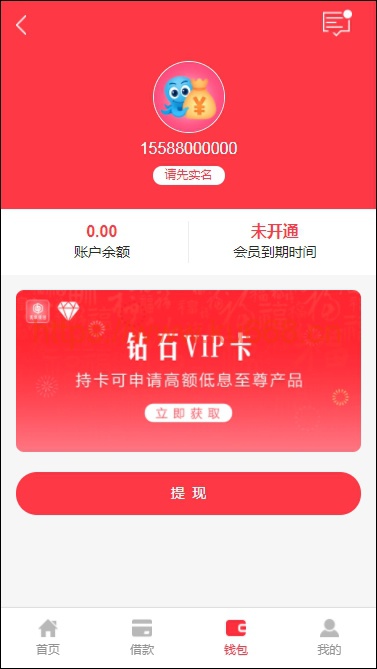 15588000000
请先实名
0.00
未开通
账户余额
会员到期时间
钻石VIP卡
持卡可申请高额低息至尊产品
立即获取
提现
首页
借款
钱包
我的